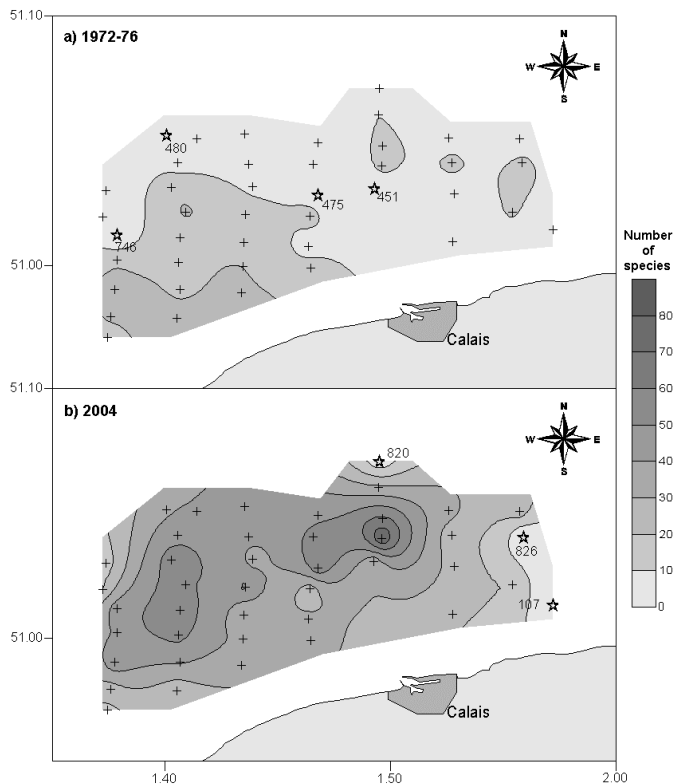 51.10
a) 1972-76
N
W E
S
480
475
451
746
51.00
Calais
51.10
Number
of
species
80
70
60
50
40
30
20
10
0
b) 2004
N
W E
S
820
826
107
51.00
Calais
1.40
1.50
2.00